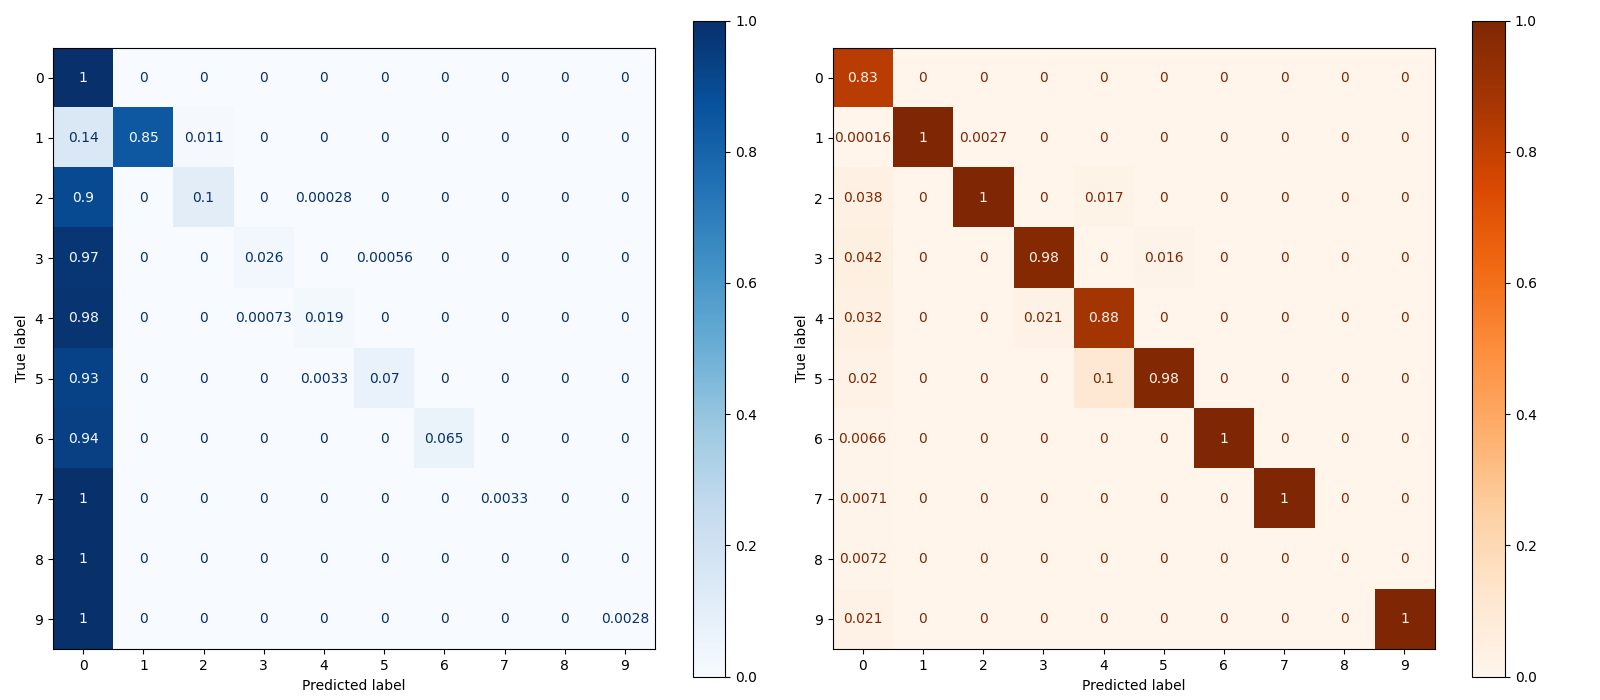 1.0 1.0
0 1 0 0 0 0 0 0 0 0 0 0 0.83 0 0 0 0 0 0 0 0 0
1 0.14 0.85 0.011 0 0 0 0 0 0 0 0.8 1 0.00016 1 0.0027 0 0 0 0 0 0 0 0.8
2 0.9 0 0.1 0 0.00028 0 0 0 0 0 2 0.038 0 1 0 0.017 0 0 0 0 0
3 0.97 0 0 0.026 0 0.00056 0 0 0 0 0.6 3 0.042 0 0 0.98 0 0.016 0 0 0 0 0.6
4 0.98 0 0 0.00073 0.019 0 0 0 0 0 4 0.032 0 0 0.021 0.88 0 0 0 0 0
True label True label
5 0.93 0 0 0 0.0033 0.07 0 0 0 0 0.4 5 0.02 0 0 0 0.1 0.98 0 0 0 0 0.4
6 0.94 0 0 0 0 0 0.065 0 0 0 6 0.0066 0 0 0 0 0 1 0 0 0
7 1 0 0 0 0 0 0 0.0033 0 0 7 0.0071 0 0 0 0 0 0 1 0 0
8 1 0 0 0 0 0 0 0 0 0 0.2 8 0.0072 0 0 0 0 0 0 0 0 0 0.2
9 1 0 0 0 0 0 0 0 0 0.0028 9 0.021 0 0 0 0 0 0 0 0 1
0 1 2 3 4 5 6 7 8 9 0.0 0 1 2 3 4 5 6 7 8 9 0.0
Predicted label Predicted label